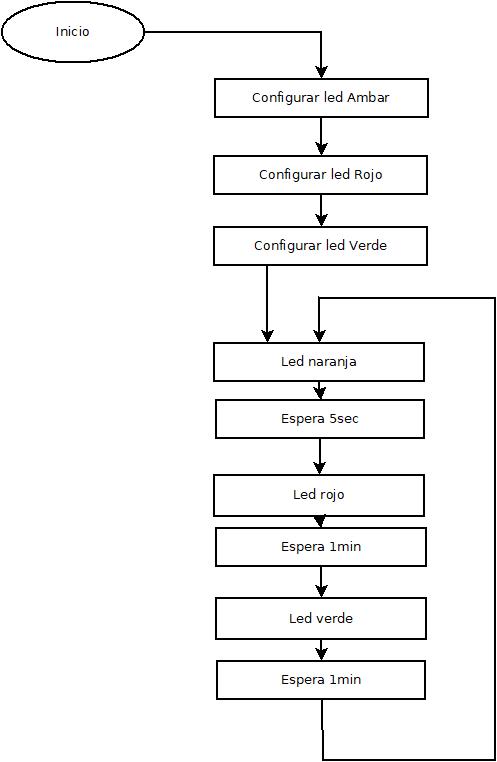 Inicio
Configurar led Ambar
Configurar led Rojo
Configurar led Verde
Led naranja
Espera 5sec
Led rojo
Espera 1min
Led verde
Espera 1min